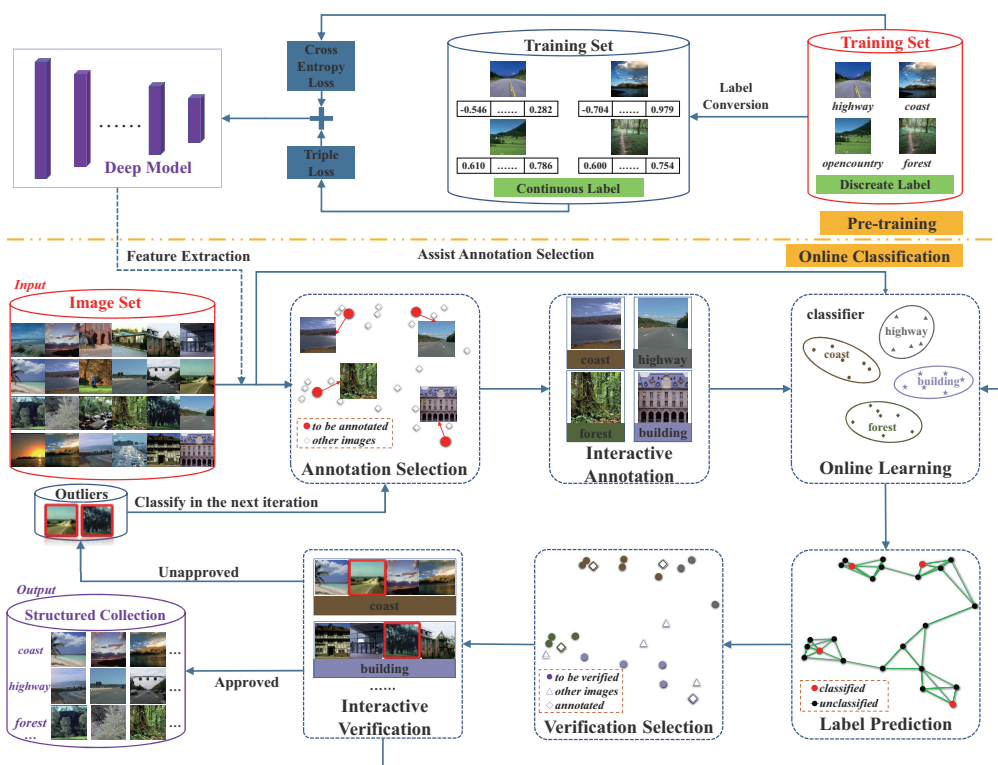 Cross
Entropy
Loss
Triple
Loss
Deep Model
Training Set
-0.546 ...... 0.282
-0.704 ...... 0.979
0.610 ...... 0.786
0.600 ...... 0.754
Continuous Label
Label
Conversion
Training Set
highway
coast
opencountry
forest
Discreate Label
Pre-training
Online Classification
Feature Extraction
Assist Annotation Selection
Input
Image Set
to be annotated
other images
Annotation Selection
coast
highway
forest
building
Interactive
Annotation
classifier
highway
coast
building
forest
Online Learning
Outliers
Classify in the next iteration
Unapproved
Approved
Output
Structured Collection
coast
...
highway
...
forest
...
...
coast
building
......
Interactive
Verification
to be verified
other images
annotated
Verification Selection
classified
unclassified
Label Prediction